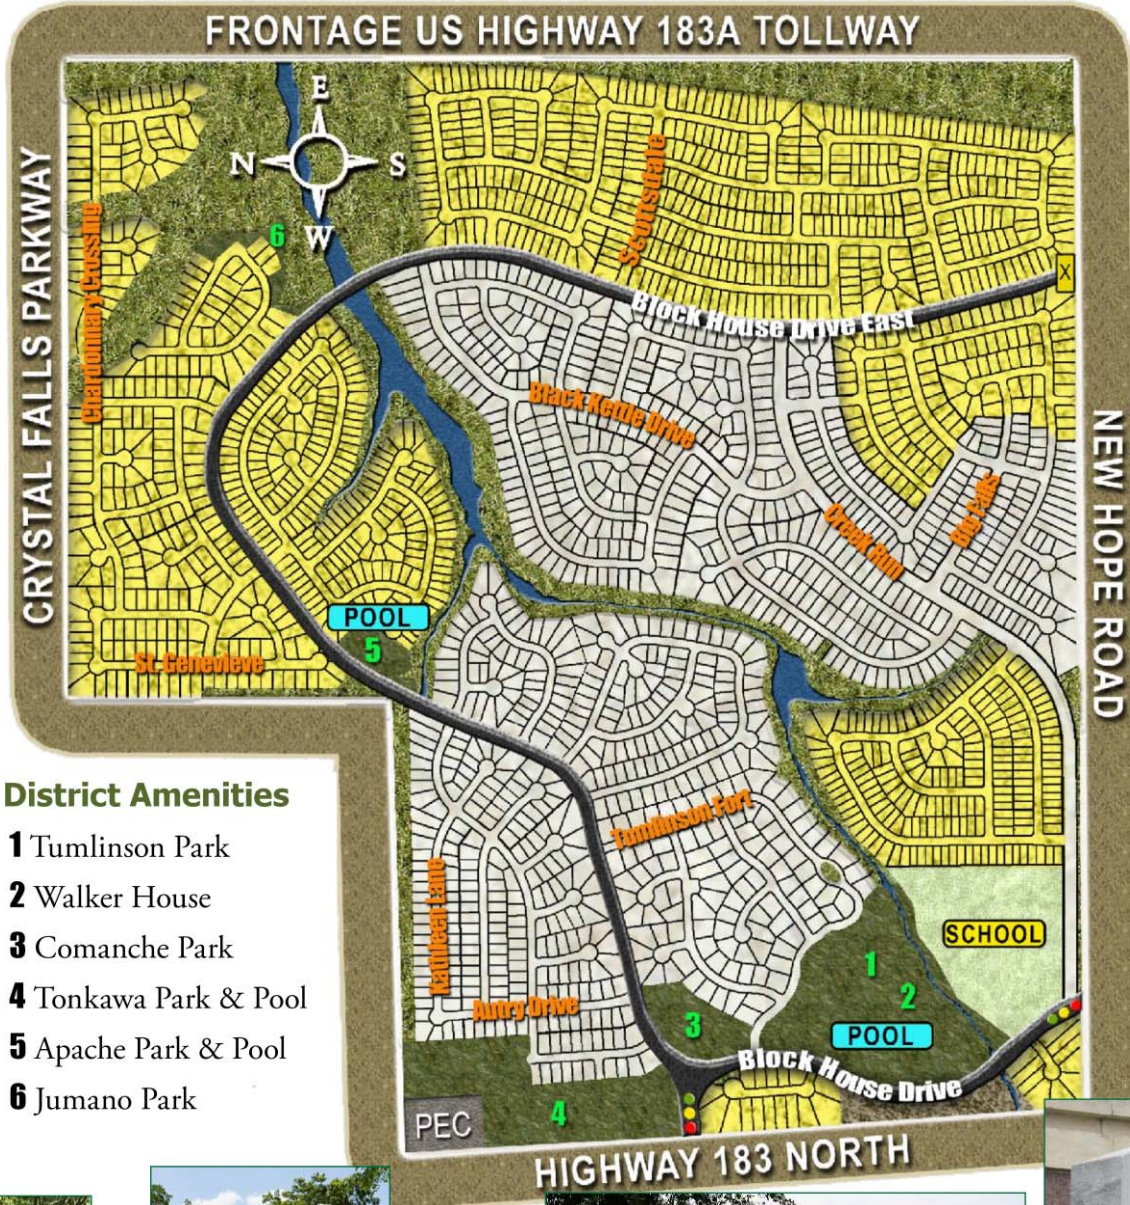 FRONTAGE US HIGHWAY 183A TOLLWAY
CRYSTAL FALLS PARKWAY
NEW HOPE ROAD
HIGHWAY 183 NORTH
E
N
S
W
6
Chardonnay Crossing
Scottsdale
X
Block House Drive East
Black Kettle Drive
Creek Run
Big Falls
POOL
5
St. Genevieve
Tumlinson Fort
Kathleen Lane
Autry Drive
SCHOOL
1
2
3
POOL
Block House Drive
4
PEC
District Amenities
1 Tumlinson Park
2 Walker House
3 Comanche Park
4 Tonkawa Park & Pool
5 Apache Park & Pool
6 Jumano Park